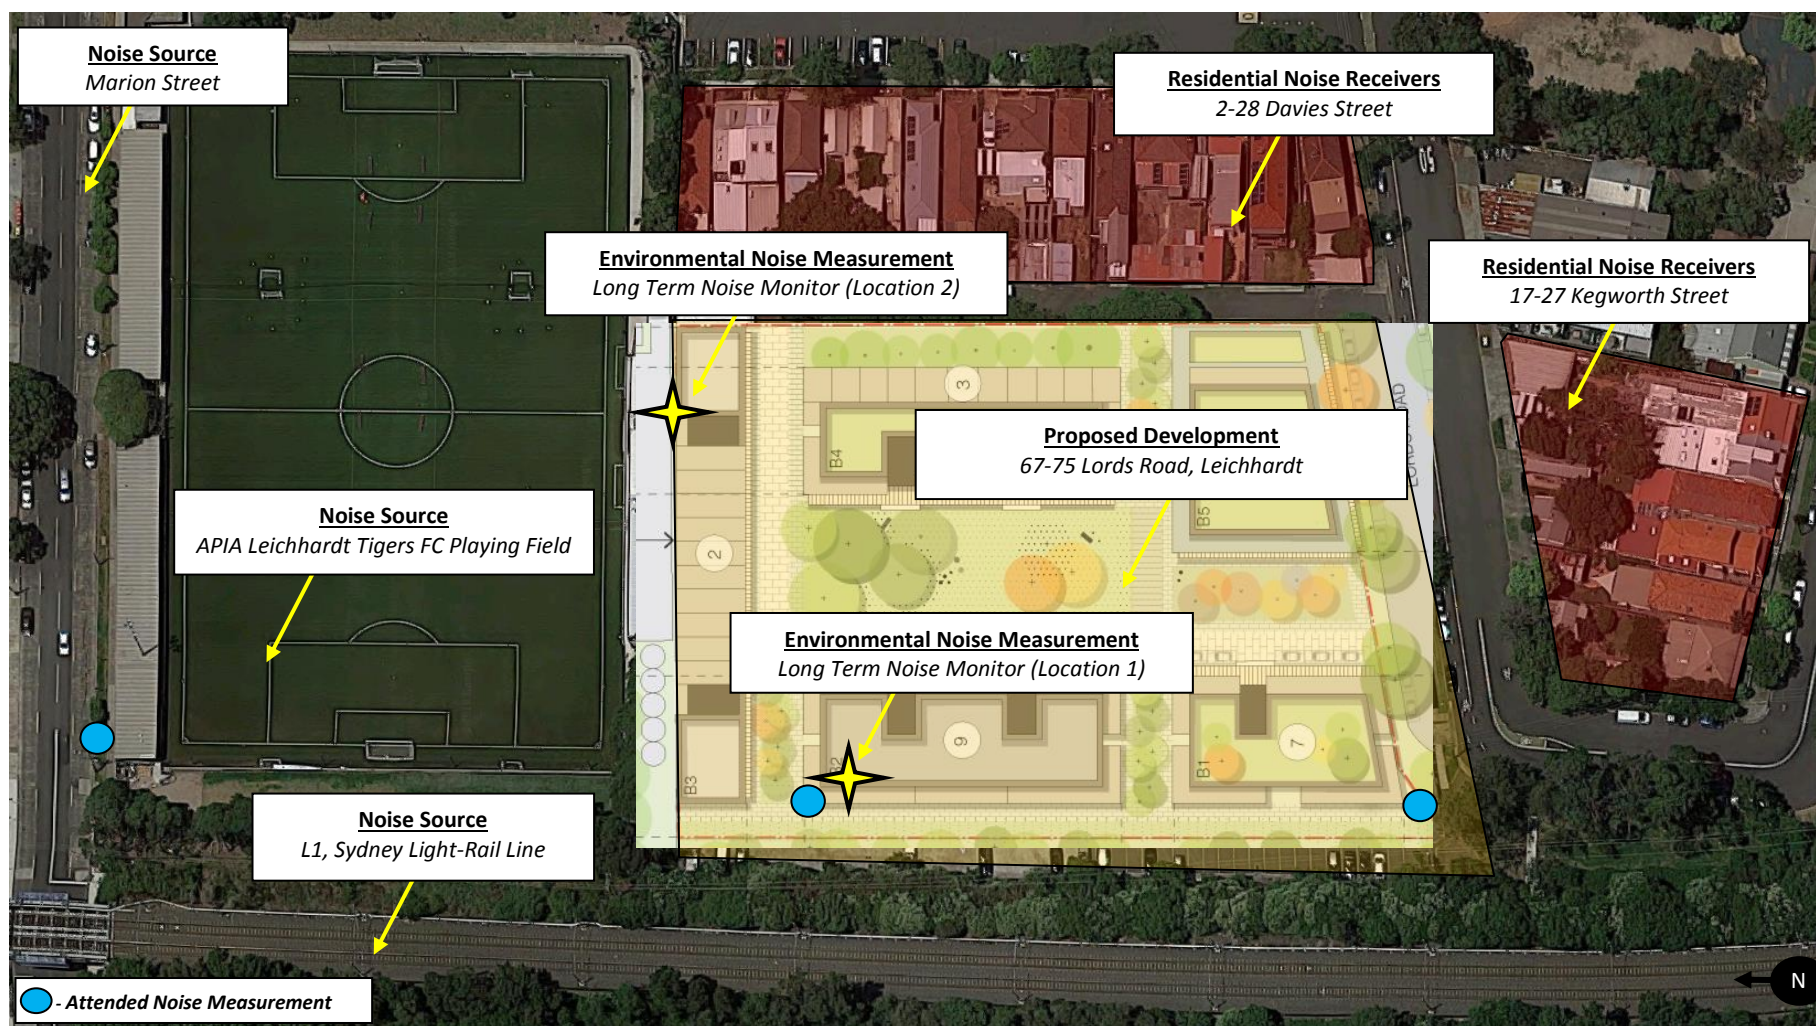 Noise Source
Marion Street
Residential Noise Receivers
2-28 Davies Street
Environmental Noise Measurement
Long Term Noise Monitor (Location 2)
Residential Noise Receivers
17-27 Kegworth Street
3
B4
Proposed Development
67-75 Lords Road, Leichhardt
B5
Noise Source
APIA Leichhardt Tigers FC Playing Field
2
Environmental Noise Measurement
Long Term Noise Monitor (Location 1)
B3
B2
9
B1
7
Noise Source
L1, Sydney Light-Rail Line
N
- Attended Noise Measurement